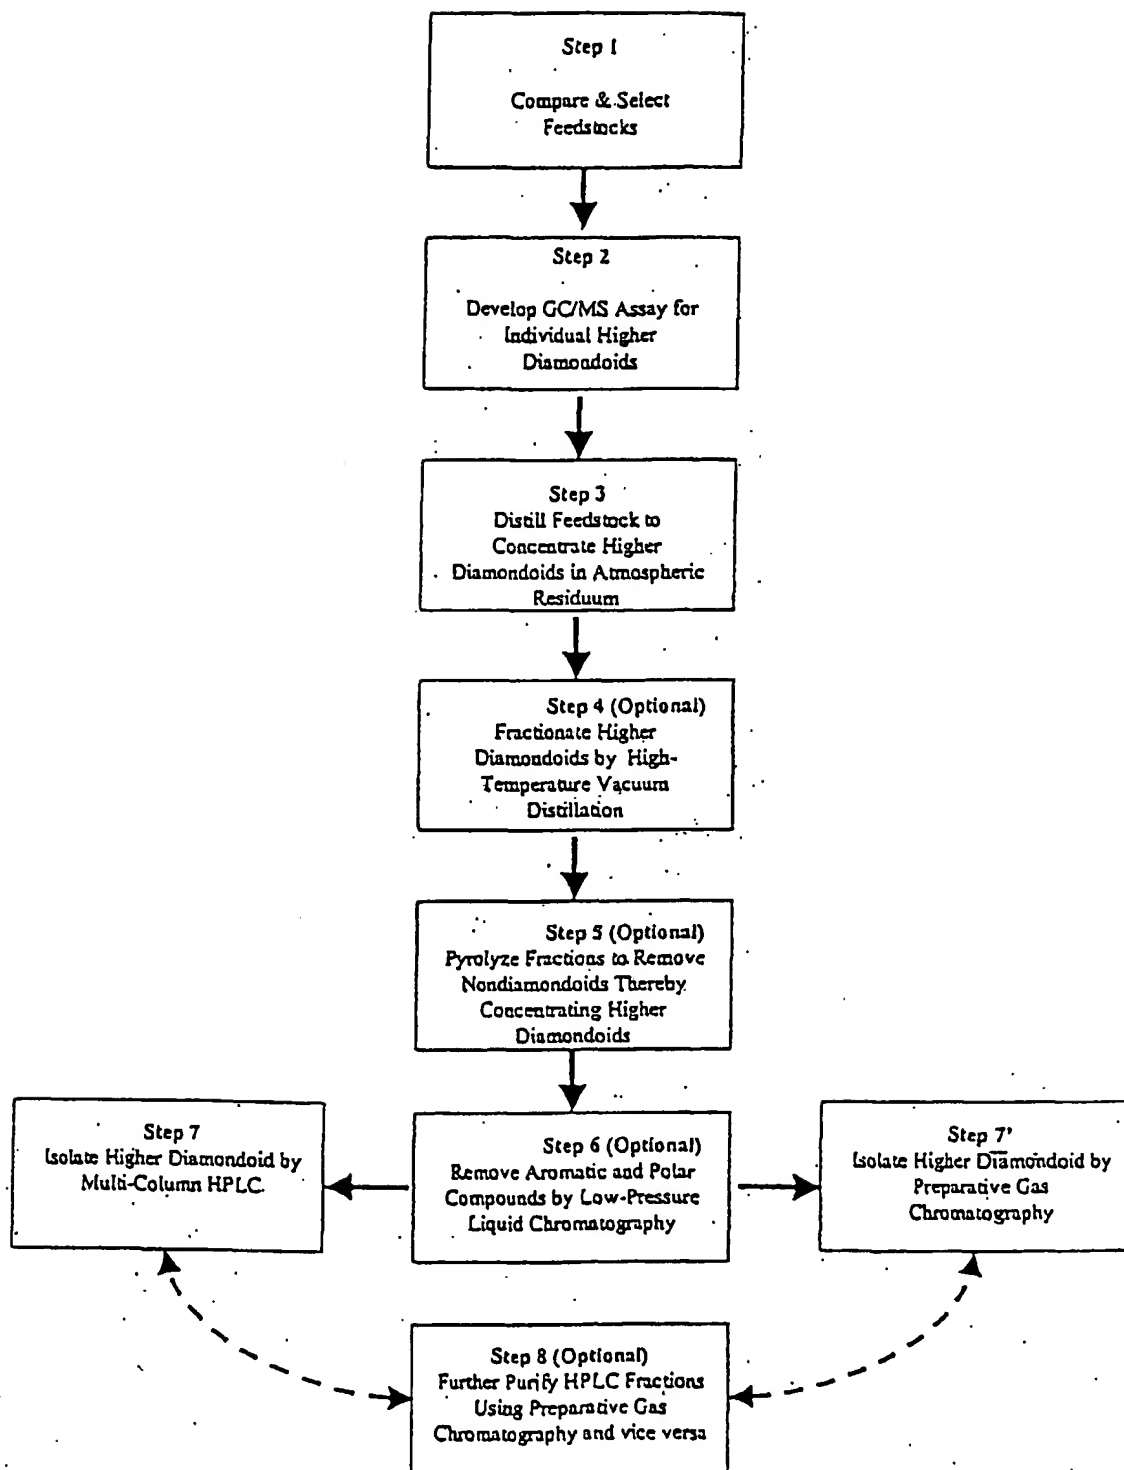 Step 1
Compare & Select
Feedstocks
Step 2
Develop GC/MS Assay for
Individual Higher
Diamondoids
Step 3
Distill Feedstock to
Concentrate Higher
Diamondoids in Atmospheric
Residuum
Step 4 (Optional)
Fractionate Higher
Diamondoids by High-
Temperature Vacuum
Distillation
Step 5 (Optional)
Pyrolyze Fractions to Remove
Nondiamondoids Thereby
Concentrating Higher
Diamondoids
Step 7
Isolate Higher Diamondoid by
Multi-Column HPLC.
Step 6 (Optional)
Remove Aromatic and Polar
Compounds by Low-Pressure
Liquid Chromatography
Step 7'
Isolate Higher Diamondoid by
Preparative Gas
Chromatography
Step 8 (Optional)
Further Purify HPLC Fractions
Using Preparative Gas
Chromatography and vice versa